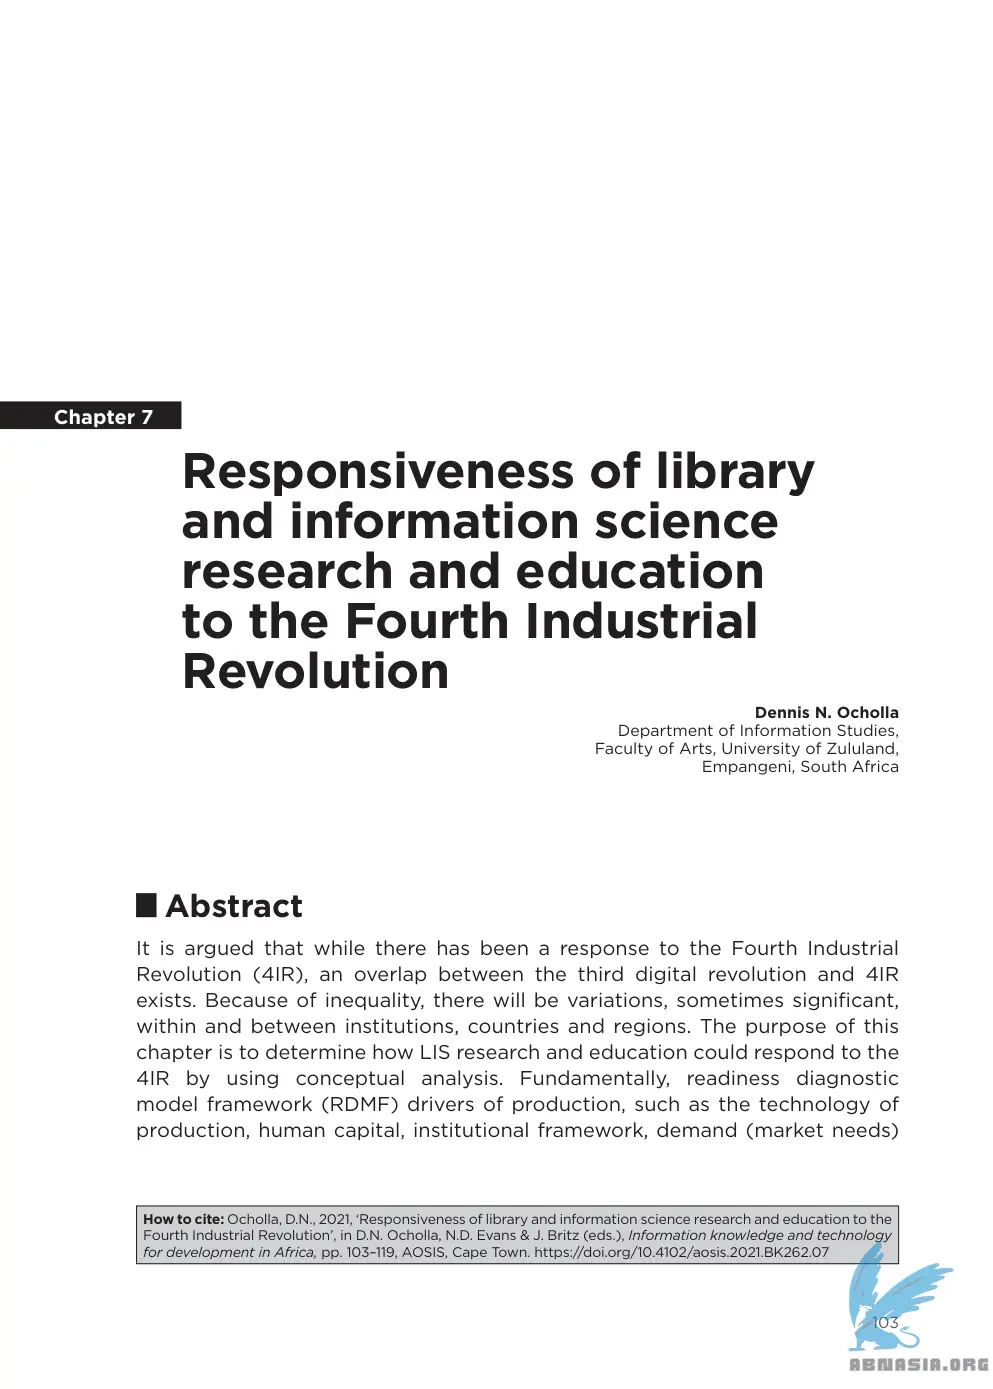 Chapter 7
Responsiveness of library
and information science
research and education
to the Fourth Industrial
Revolution
Dennis N. Ocholla
Department of Information Studies,
Faculty of Arts, University of Zululand,
Empangeni, South Africa
Abstract
It is argued that while there has been a response to the Fourth Industrial
Revolution (4IR), an overlap between the third digital revolution and 4IR
exists. Because of inequality, there will be variations, sometimes significant,
within and between institutions, countries and regions. The purpose of this
chapter is to determine how LIS research and education could respond to the
4IR by using conceptual analysis. Fundamentally, readiness diagnostic
model framework (RDMF) drivers of production, such as the technology of
production, human capital, institutional framework, demand (market needs)
How to cite: Ocholla, D.N., 2021, ‘Responsiveness of library and information science research and education to the
Fourth Industrial Revolution’, in D.N. Ocholla, N.D. Evans & J. Britz (eds.), Information knowledge and technology
for development in Africa, pp. 103–119, AOSIS, Cape Town. https://doi.org/10.4102/aosis.2021.BK262.07
103
ABNASIA.ORG